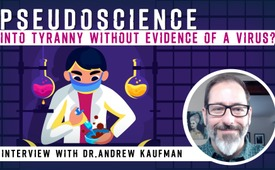 PSEUDOSCIENCE
INTO TYRANNY WITHOUT EVIDENCE OF A VIRUS?
INTERVIEW WITH DR.ANDREW KAUFMAN